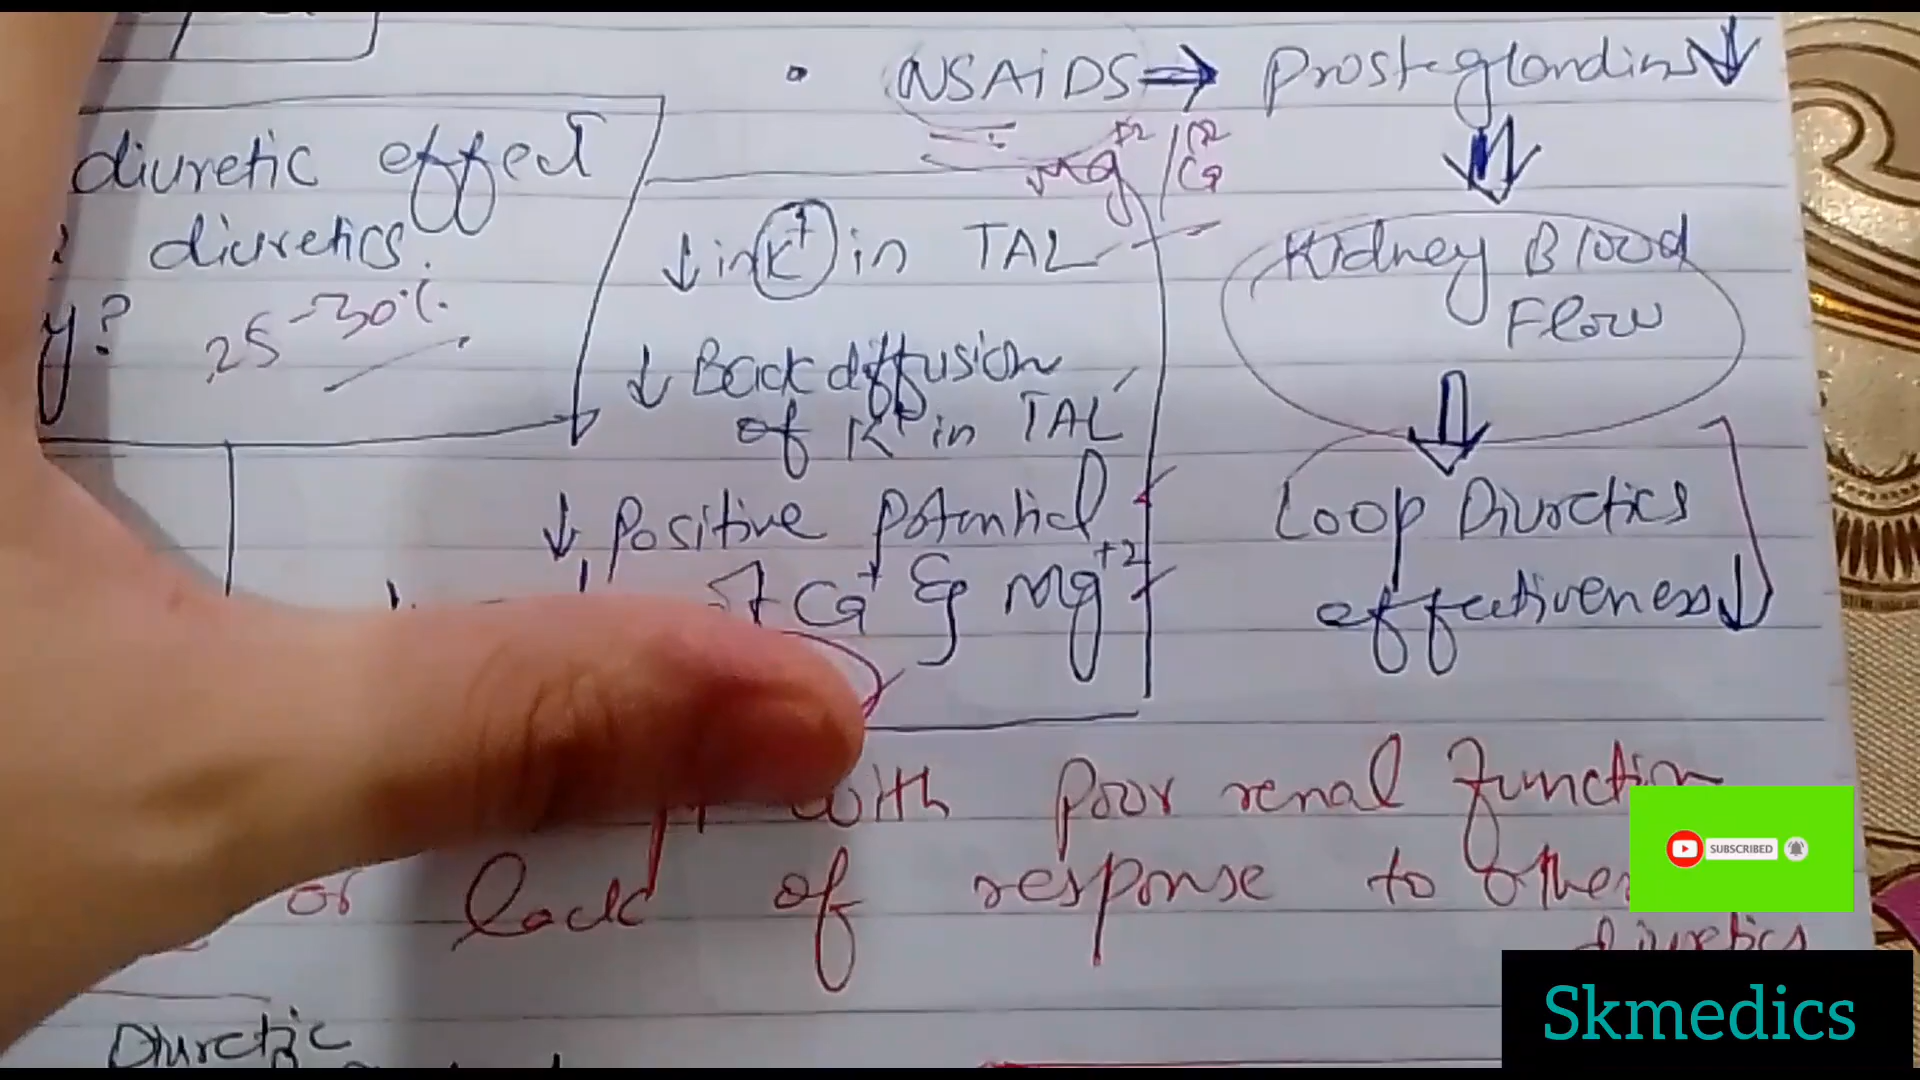 • NSAiDS → Prosteglandins ↓
Mg+2 / Ca+2
diuretic effect
diuretics.
y? 25-30%.
↓ in K+ in TAL
↓ Back diffusion
of K+ in TAL
↓ Positive Potential
Ca+ & Mg+2
Kidney Blood
Flow
Loop Diuretics
effectiveness ↓
with Poor renal function
or lack of response to other
diuretics
Diuretic
SUBSCRIBED
Skmedics